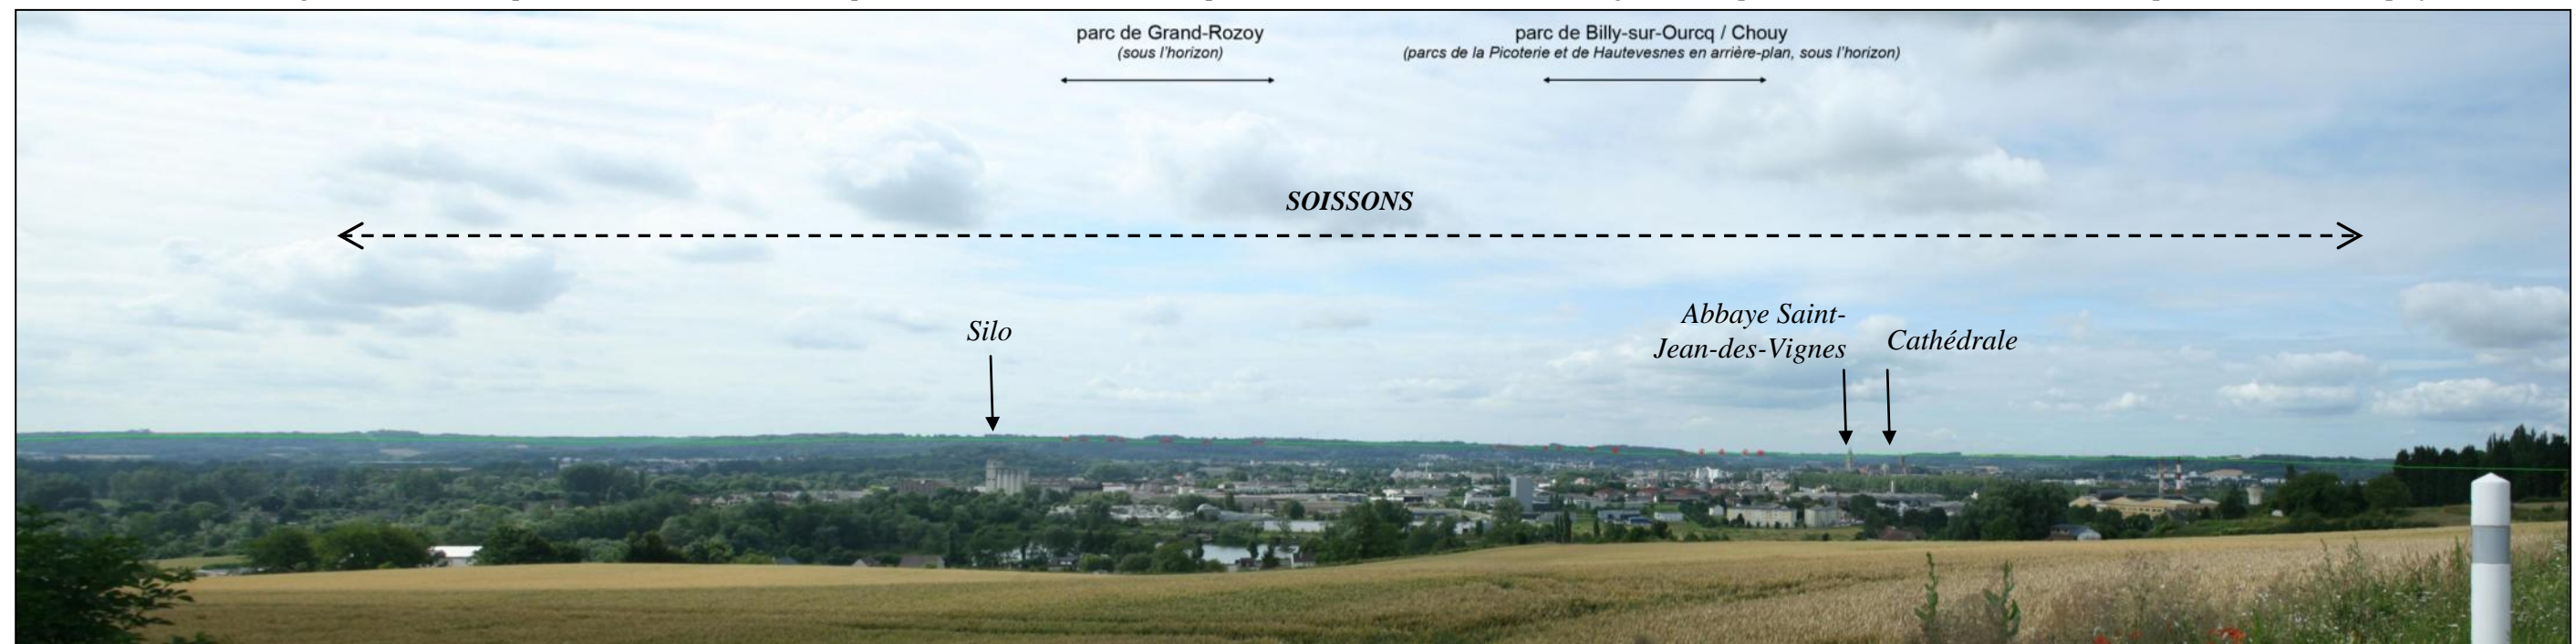 parc de Grand-Rozoy
(sous l'horizon)
parc de Billy-sur-Ourcq / Chouy
(parcs de la Picoterie et de Hautevesnes en arrière-plan, sous l'horizon)
SOISSONS
Silo
Abbaye Saint-
Jean-des-Vignes
Cathédrale